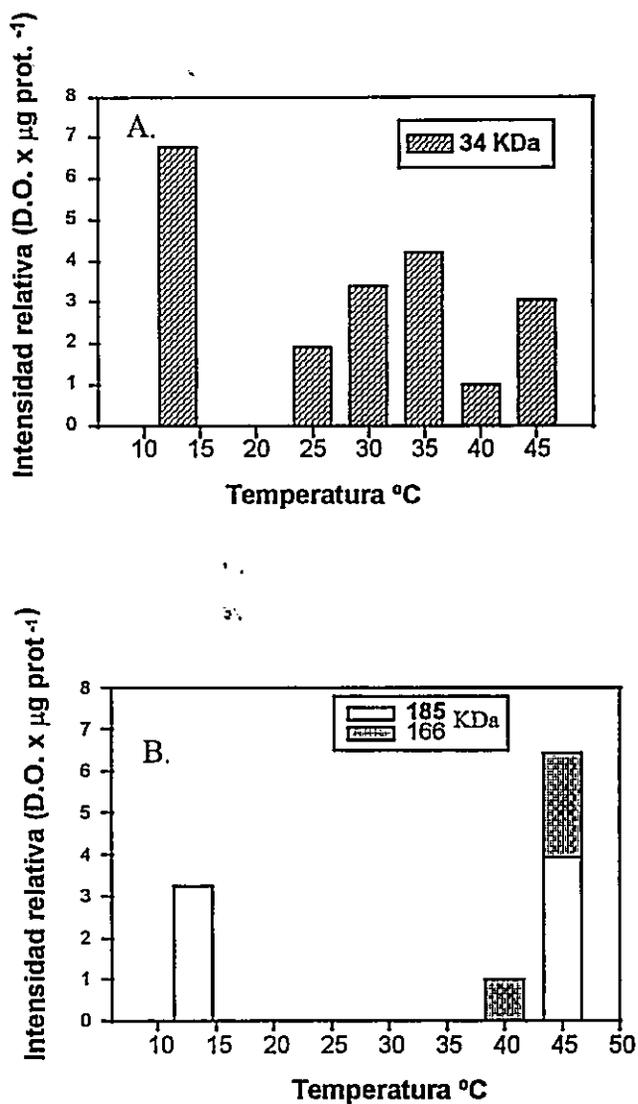 Intensidad relativa (D.O. x µg prot. -1)
8
7
6
5
4
3
2
1
0
A.
34 KDa
10 15 20 25 30 35 40 45
Temperatura ºC
Intensidad relativa (D.O. x µg prot -1)
8
7
6
5
4
3
2
1
0
B.
185 KDa
166
10 15 20 25 30 35 40 45 50
Temperatura ºC